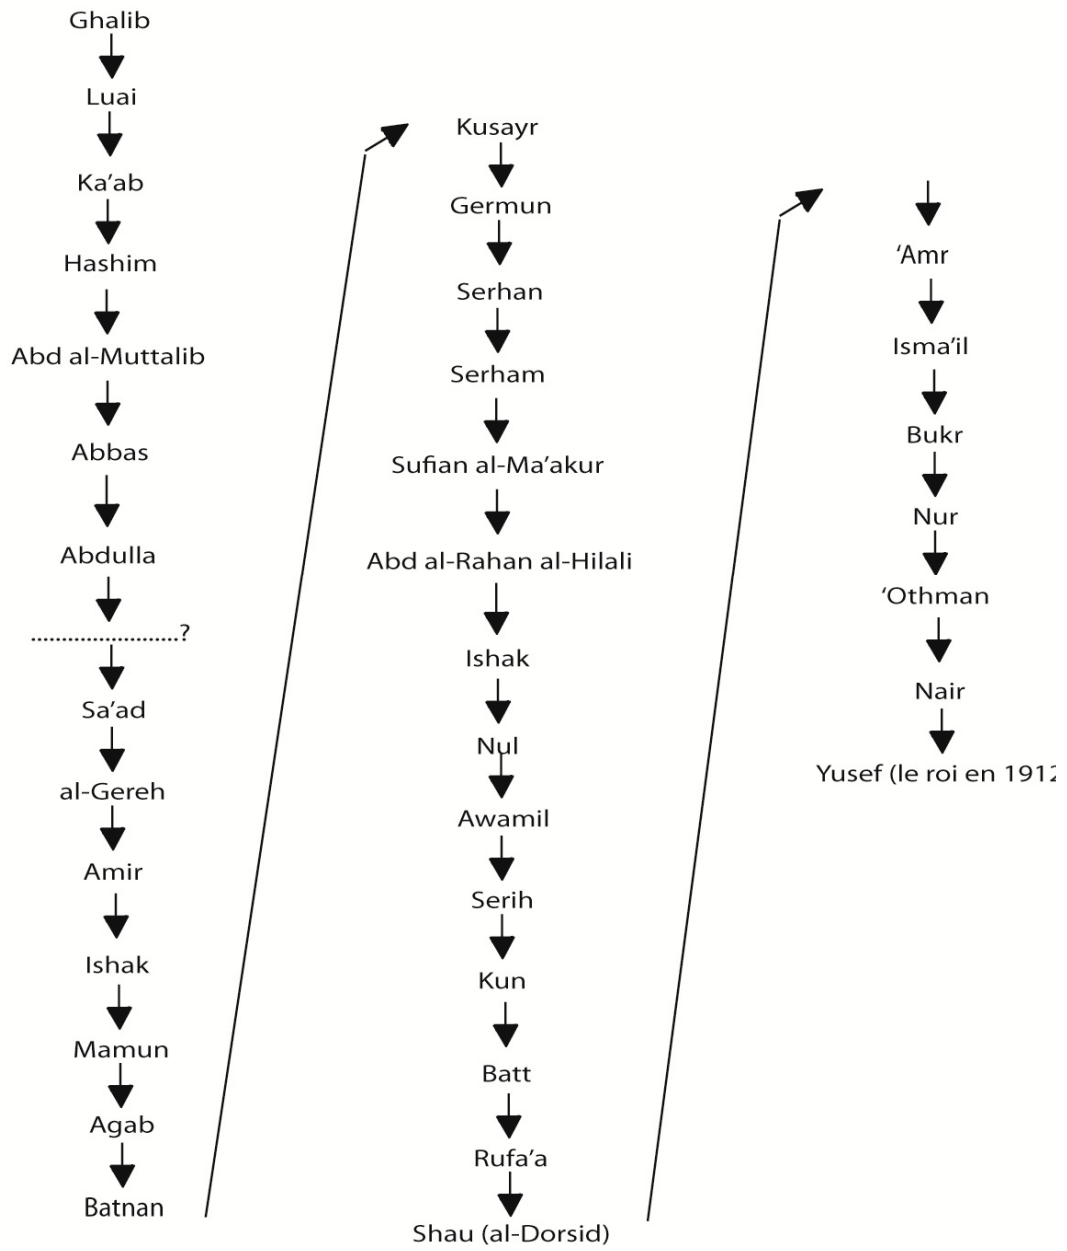 Ghalib
Luai
Ka’ab
Hashim
Abd al-Muttalib
Abbas
Abdulla
........................?
Sa’ad
al-Gereh
Amir
Ishak
Mamun
Agab
Batnan
Kusayr
Germun
Serhan
Serham
Sufian al-Ma’akur
Abd al-Rahan al-Hilali
Ishak
Nul
Awamil
Serih
Kun
Batt
Rufa’a
Shau (al-Dorsid)
‘Amr
Isma’il
Bukr
Nur
‘Othman
Nair
Yusef (le roi en 1912